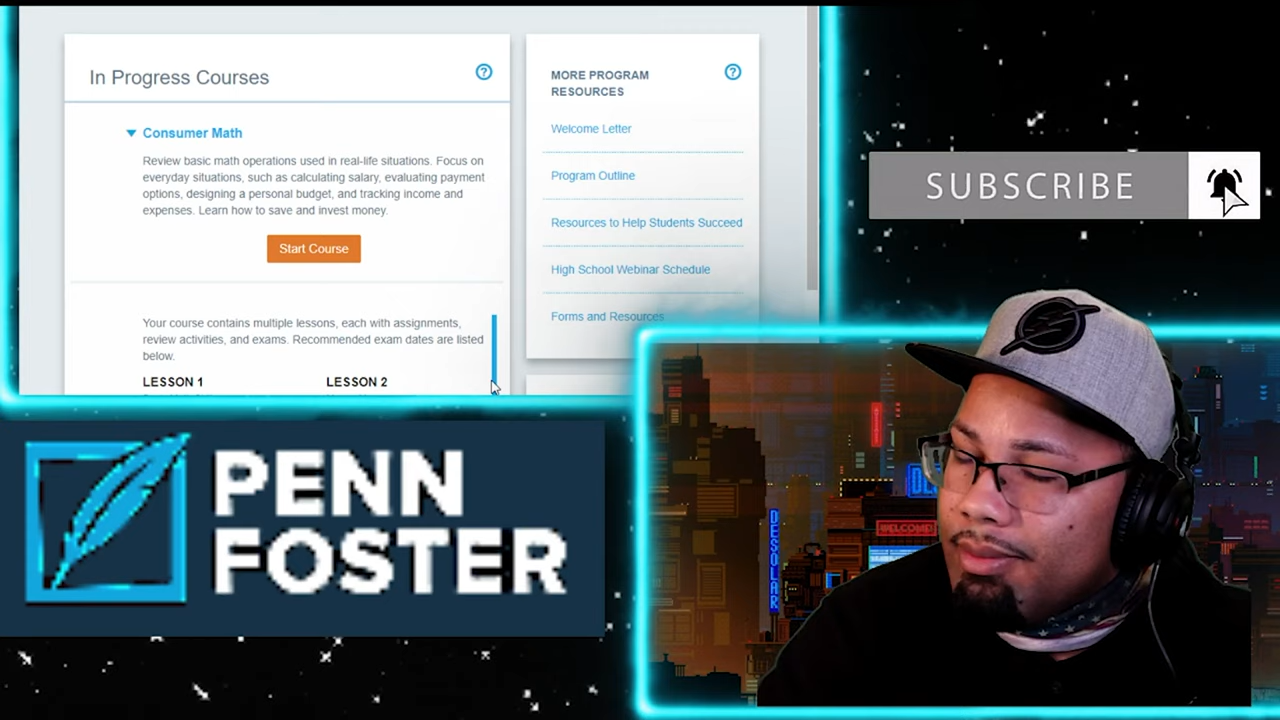 In Progress Courses
?
Consumer Math
Review basic math operations used in real-life situations. Focus on
everyday situations, such as calculating salary, evaluating payment
options, designing a personal budget, and tracking income and
expenses. Learn how to save and invest money.
Start Course
Your course contains multiple lessons, each with assignments,
review activities, and exams. Recommended exam dates are listed
below.
LESSON 1
LESSON 2
MORE PROGRAM
RESOURCES
?
Welcome Letter
Program Outline
Resources to Help Students Succeed
High School Webinar Schedule
Forms and Resources
SUBSCRIBE
PENN
FOSTER
DESOLAR
WELCOME